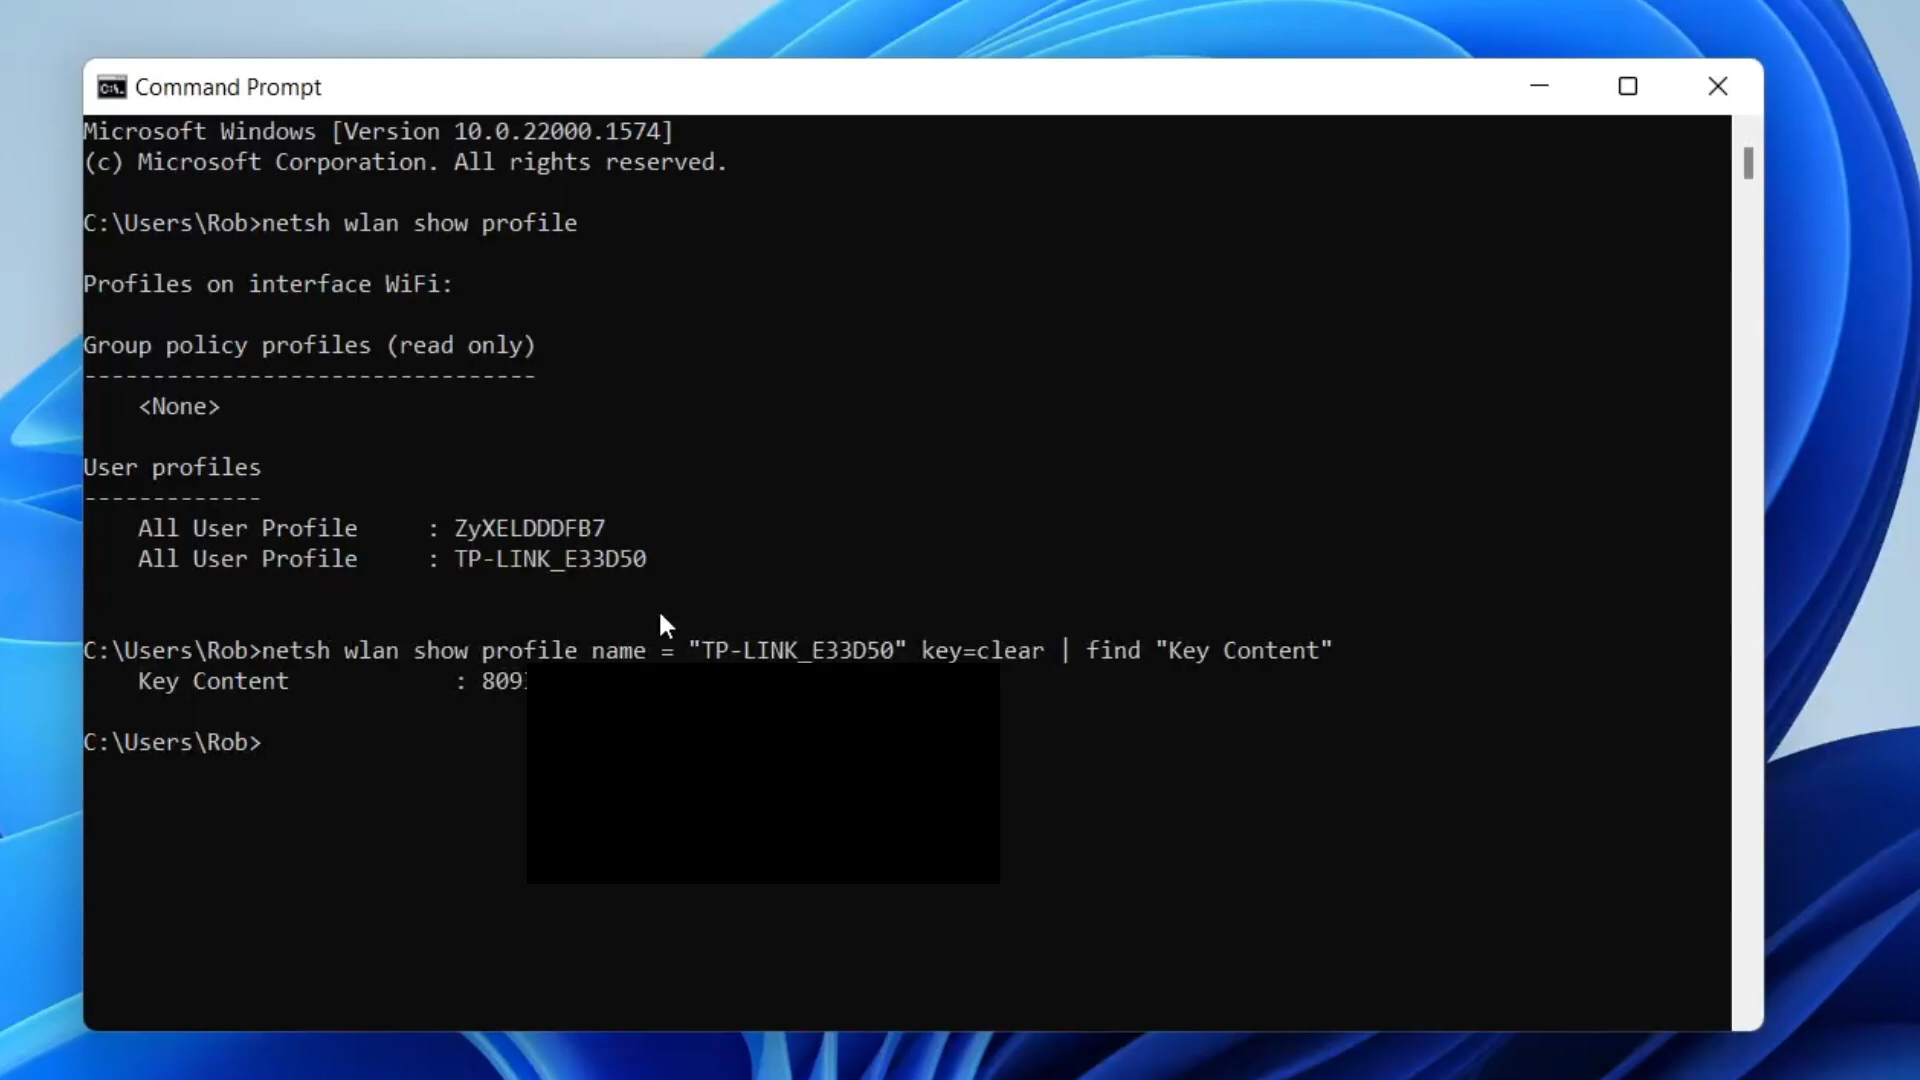 Command Prompt
Microsoft Windows [Version 10.0.22000.1574]
(c) Microsoft Corporation. All rights reserved.
C:\Users\Rob>netsh wlan show profile
Profiles on interface WiFi:
Group policy profiles (read only)
---------------------------------
<None>
User profiles
-------------
All User Profile     : ZyXELDDDFB7
All User Profile     : TP-LINK_E33D50
C:\Users\Rob>netsh wlan show profile name = "TP-LINK_E33D50" key=clear | find "Key Content"
Key Content            : 809
C:\Users\Rob>